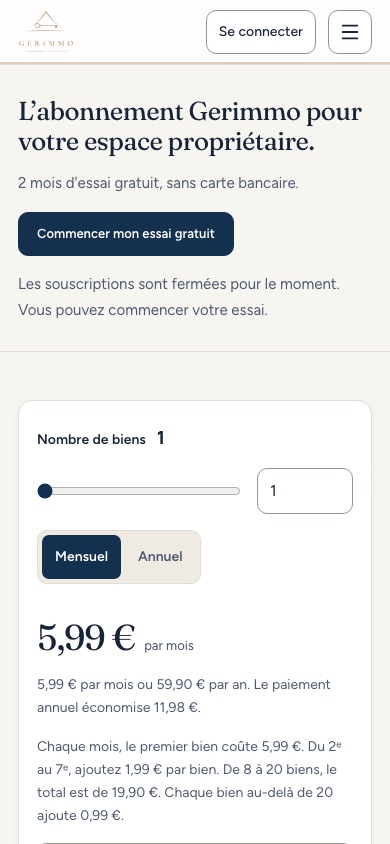 GERIMMO
Se connecter
L’abonnement Gerimmo pour
votre espace propriétaire.
2 mois d'essai gratuit, sans carte bancaire.
Commencer mon essai gratuit
Les souscriptions sont fermées pour le moment.
Vous pouvez commencer votre essai.
Nombre de biens 1
1
Mensuel Annuel
5,99 € par mois
5,99 € par mois ou 59,90 € par an. Le paiement
annuel économise 11,98 €.
Chaque mois, le premier bien coûte 5,99 €. Du 2ᵉ
au 7ᵉ, ajoutez 1,99 € par bien. De 8 à 20 biens, le
total est de 19,90 €. Chaque bien au-delà de 20
ajoute 0,99 €.